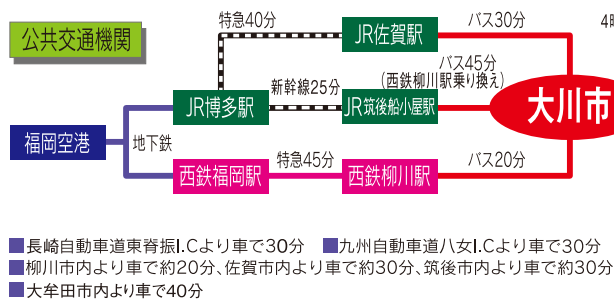 公共交通機関
特急40分
JR佐賀駅
バス30分
バス45分
(西鉄柳川駅乗り換え)
JR博多駅
新幹線25分
JR筑後船小屋駅
大川市
福岡空港
地下鉄
西鉄福岡駅
特急45分
西鉄柳川駅
バス20分
■長崎自動車道東脊振I.Cより車で30分 ■九州自動車道八女I.Cより車で30分
■柳川市内より車で約20分、佐賀市内より車で約30分、筑後市内より車で約30分
■大牟田市内より車で40分